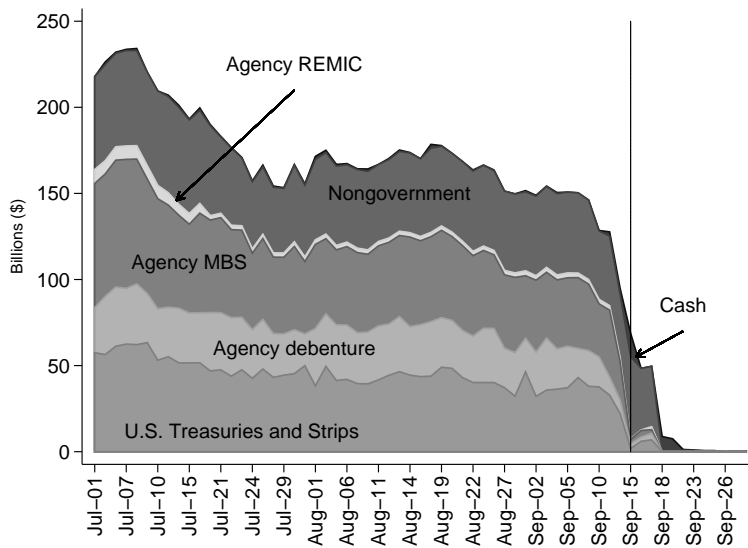 250
200
150
100
50
0
Billions ($)
Agency REMIC
Nongovernment
Agency MBS
Cash
Agency debenture
U.S. Treasuries and Strips
Jul−01
Jul−07
Jul−10
Jul−15
Jul−21
Jul−24
Jul−29
Aug−01
Aug−06
Aug−11
Aug−14
Aug−19
Aug−22
Aug−27
Sep−02
Sep−05
Sep−10
Sep−15
Sep−18
Sep−23
Sep−26